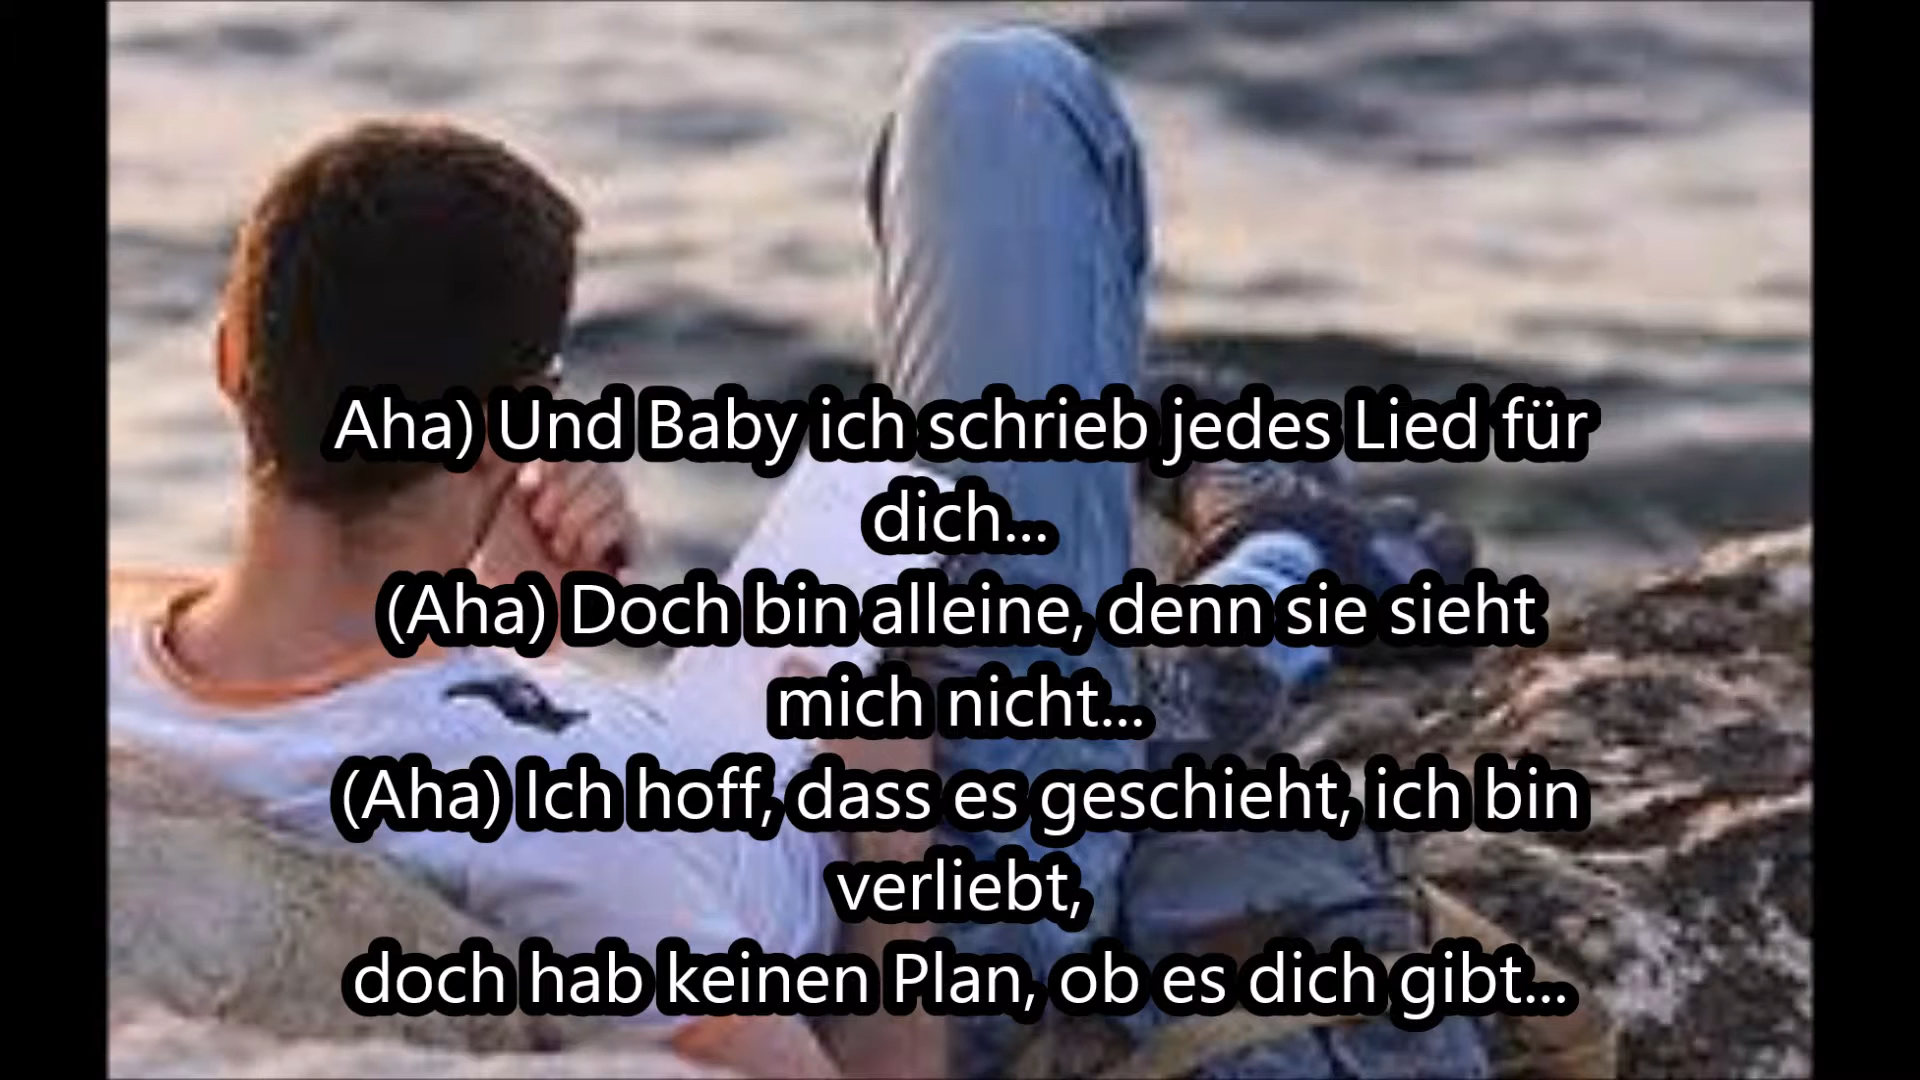 Aha) Und Baby ich schrieb jedes Lied für
dich...
(Aha) Doch bin alleine, denn sie sieht
mich nicht...
(Aha) Ich hoff, dass es geschieht, ich bin
verliebt,
doch hab keinen Plan, ob es dich gibt...